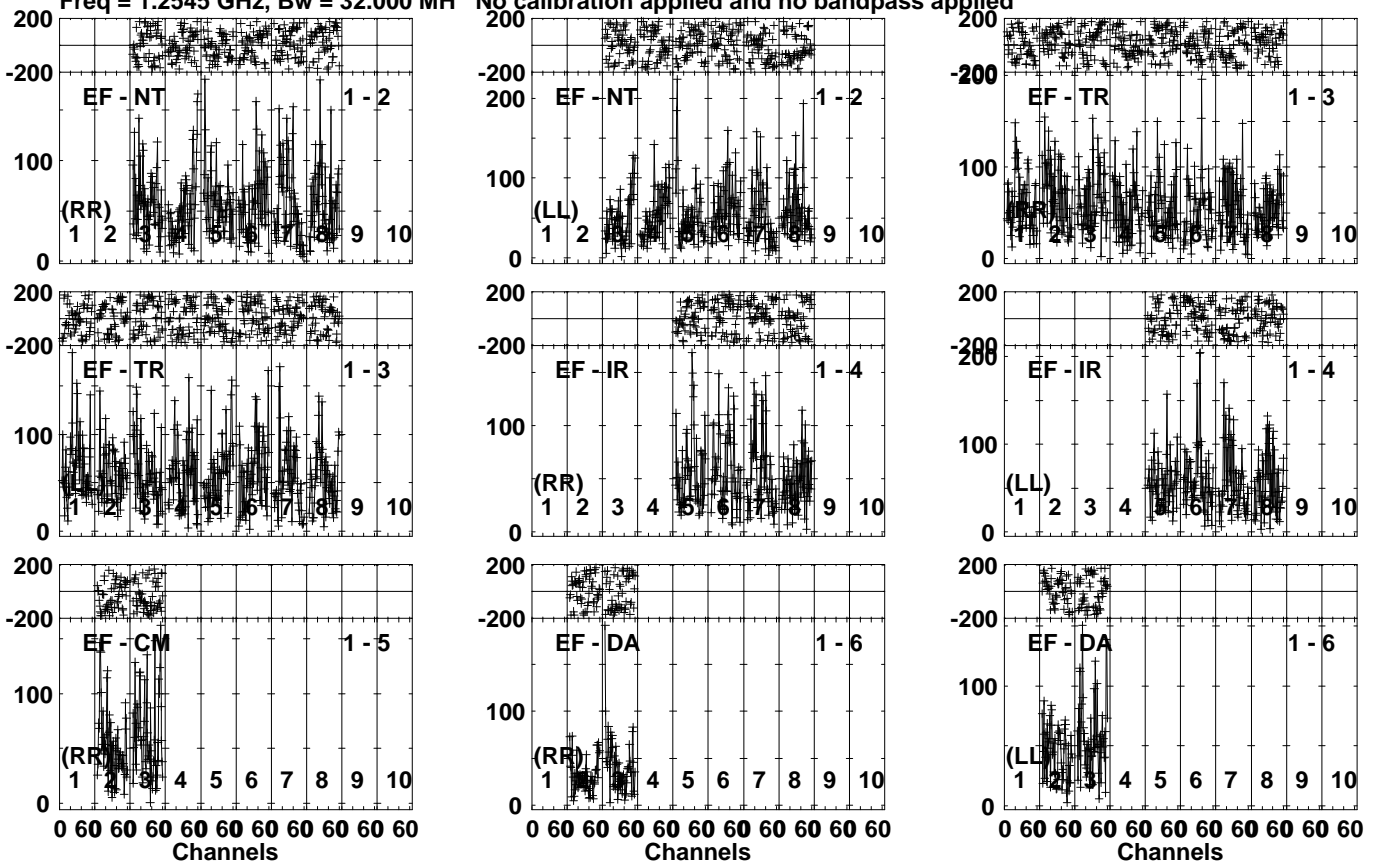 Freq = 1.2545 GHz, Bw = 32.000 MH No calibration applied and no bandpass applied
200 200 200
-200 -200 -200
200
EF - NT 1 - 2 EF - NT 1 - 2 EF - TR 1 - 3
200
100 100 100
(RR) (LL) (RR)
1 2 3 4 5 6 7 8 9 10 1 2 3 4 5 6 7 8 9 10 1 2 3 4 5 6 7 8 9 10
0 0 0
200 200 200
-200 -200 -200
200
EF - TR 1 - 3 EF - IR 1 - 4 EF - IR 1 - 4
100 100 100
(LL) (RR) (LL)
1 2 3 4 5 6 7 8 9 10 1 2 3 4 5 6 7 8 9 10 1 2 3 4 5 6 7 8 9 10
0 0 0
200 200 200
-200 -200 -200
EF - CM 1 - 5 EF - DA 1 - 6 EF - DA 1 - 6
100 100 100
(RR) (RR) (LL)
1 2 3 4 5 6 7 8 9 10 1 2 3 4 5 6 7 8 9 10 1 2 3 4 5 6 7 8 9 10
0 0 0
0 60 60 60 60 60 60 60 60 60 60 0 60 60 60 60 60 60 60 60 60 60 0 60 60 60 60 60 60 60 60 60 60
Channels Channels Channels